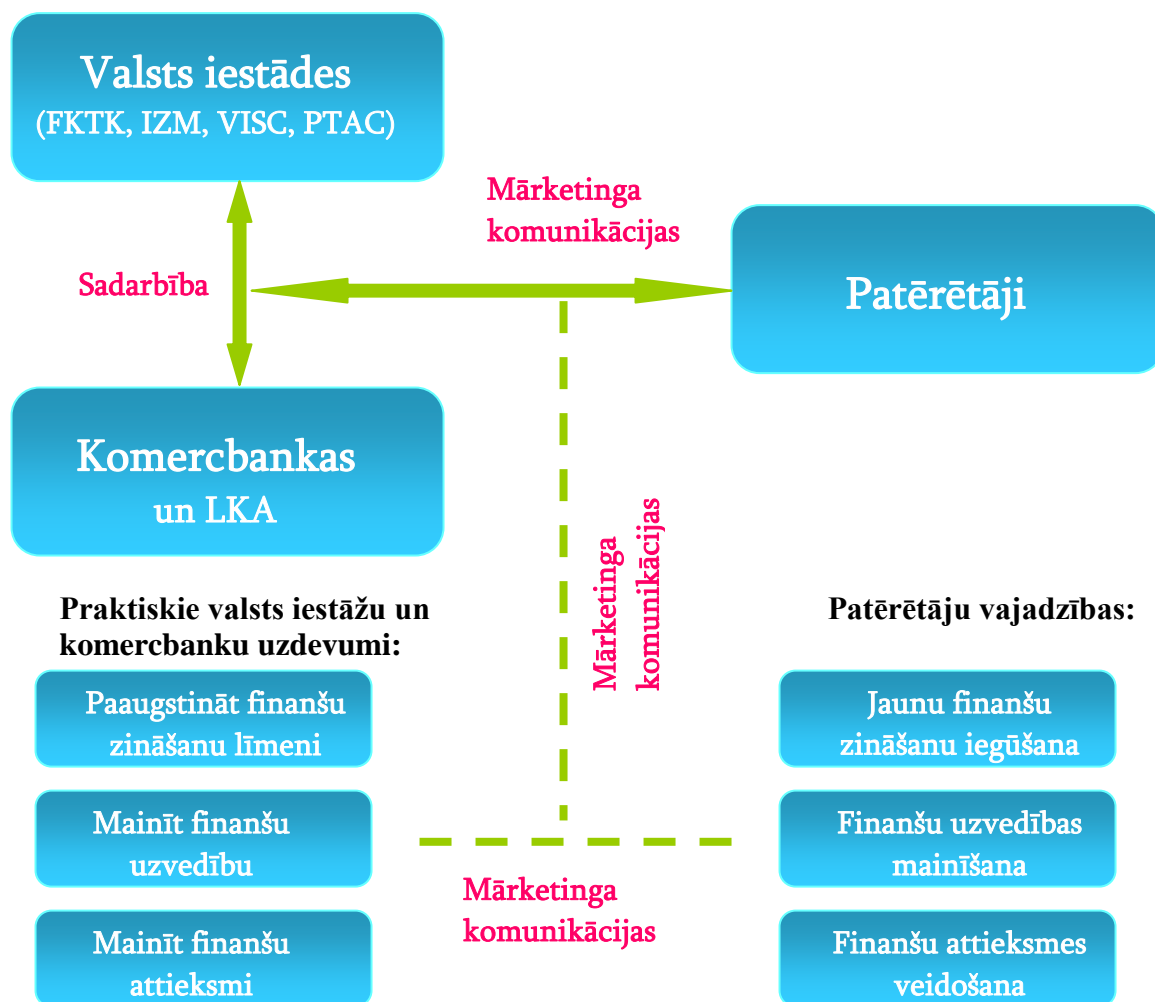 Valsts iestādes
(FKTK, IZM, VISC, PTAC)
Mārketinga
komunikācijas
Sadarbība
Patērētāji
Komercbankas
un LKA
Mārketinga
komunikācijas
Praktiskie valsts iestāžu un
komercbanku uzdevumi:
Patērētāju vajadzības:
Paaugstināt finanšu
zināšanu līmeni
Jaunu finanšu
zināšanu iegūšana
Mainīt finanšu
uzvedību
Finanšu uzvedības
mainīšana
Mārketinga
komunikācijas
Mainīt finanšu
attieksmi
Finanšu attieksmes
veidošana